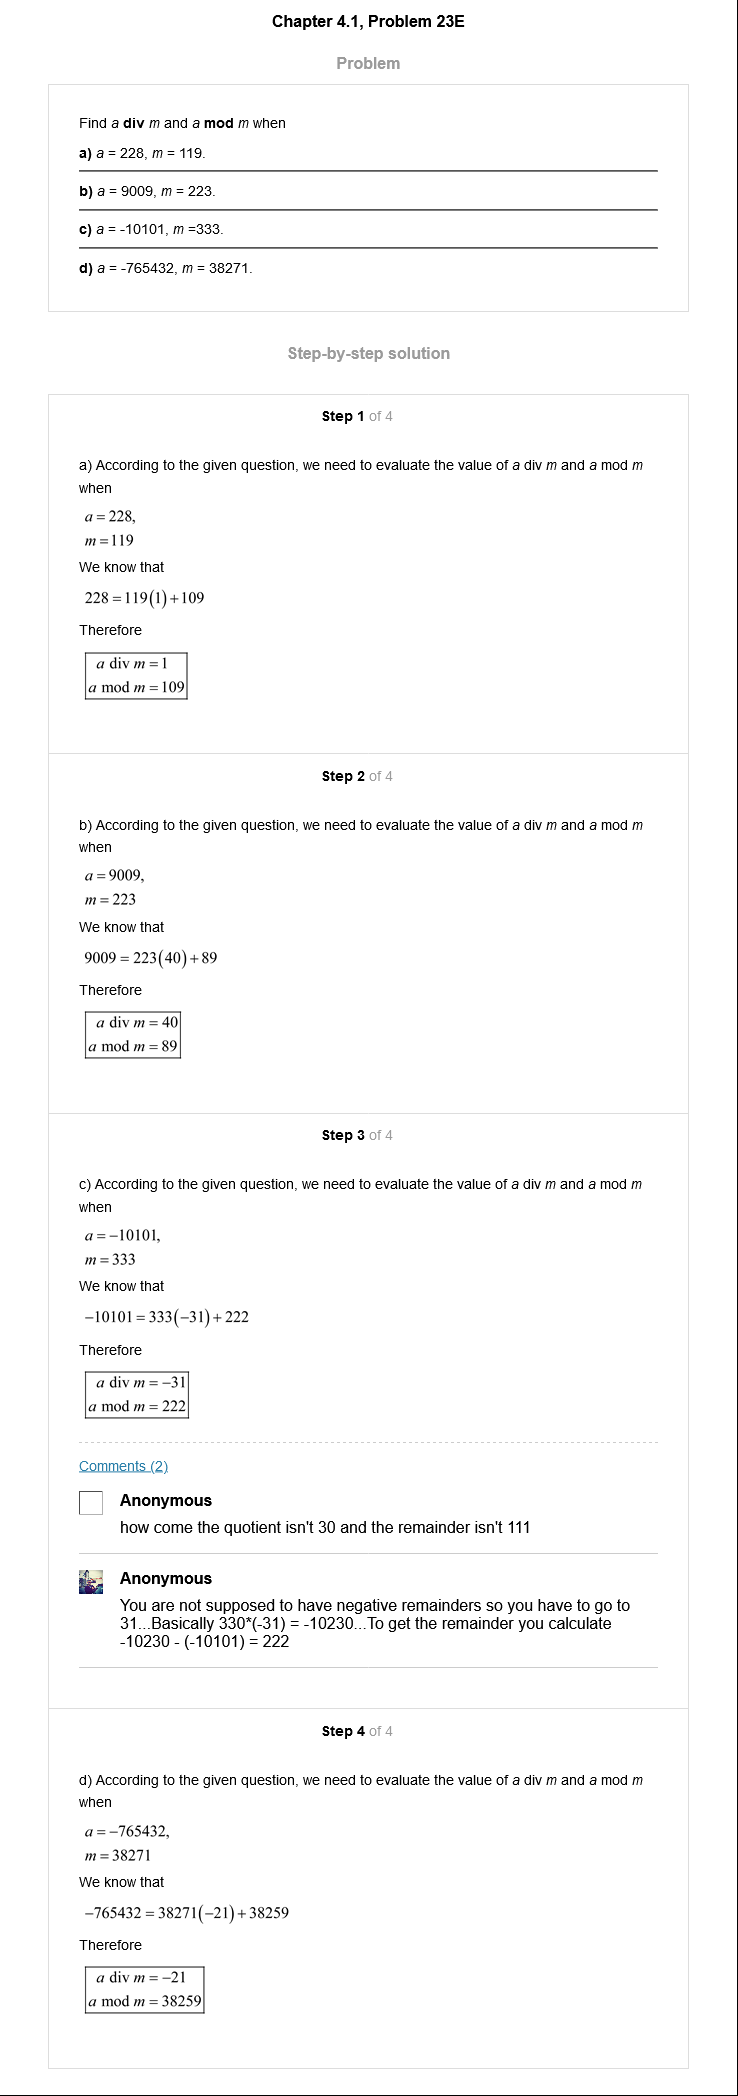 Chapter 4.1, Problem 23E
Problem
Find a div m and a mod m when
a) a = 228, m = 119.
b) a = 9009, m = 223.
c) a = -10101, m =333.
d) a = -765432, m = 38271.
Step-by-step solution
Step 1 of 4
a) According to the given question, we need to evaluate the value of a div m and a mod m
when
a = 228,
m = 119
We know that
228 = 119(1) + 109
Therefore
a div m = 1
a mod m = 109
Step 2 of 4
b) According to the given question, we need to evaluate the value of a div m and a mod m
when
a = 9009,
m = 223
We know that
9009 = 223(40) + 89
Therefore
a div m = 40
a mod m = 89
Step 3 of 4
c) According to the given question, we need to evaluate the value of a div m and a mod m
when
a = −10101,
m = 333
We know that
−10101 = 333(−31) + 222
Therefore
a div m = −31
a mod m = 222
Comments (2)
Anonymous
how come the quotient isn't 30 and the remainder isn't 111
Anonymous
You are not supposed to have negative remainders so you have to go to
31...Basically 330*(-31) = -10230...To get the remainder you calculate
-10230 - (-10101) = 222
Step 4 of 4
d) According to the given question, we need to evaluate the value of a div m and a mod m
when
a = −765432,
m = 38271
We know that
−765432 = 38271(−21) + 38259
Therefore
a div m = −21
a mod m = 38259